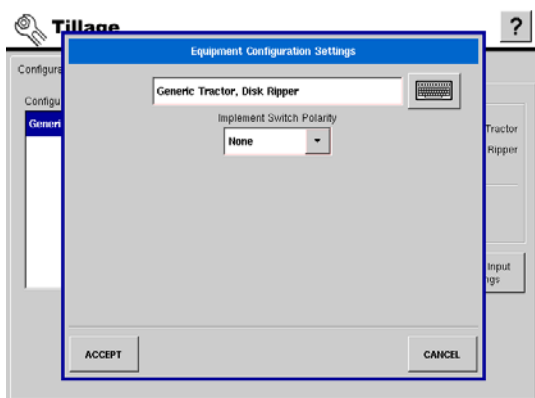 Tillage
?
Equipment Configuration Settings
Configura
Generic Tractor, Disk Ripper
Configu
Implement Switch Polarity
Generi
None
Tractor
Ripper
Input
ngs
ACCEPT
CANCEL